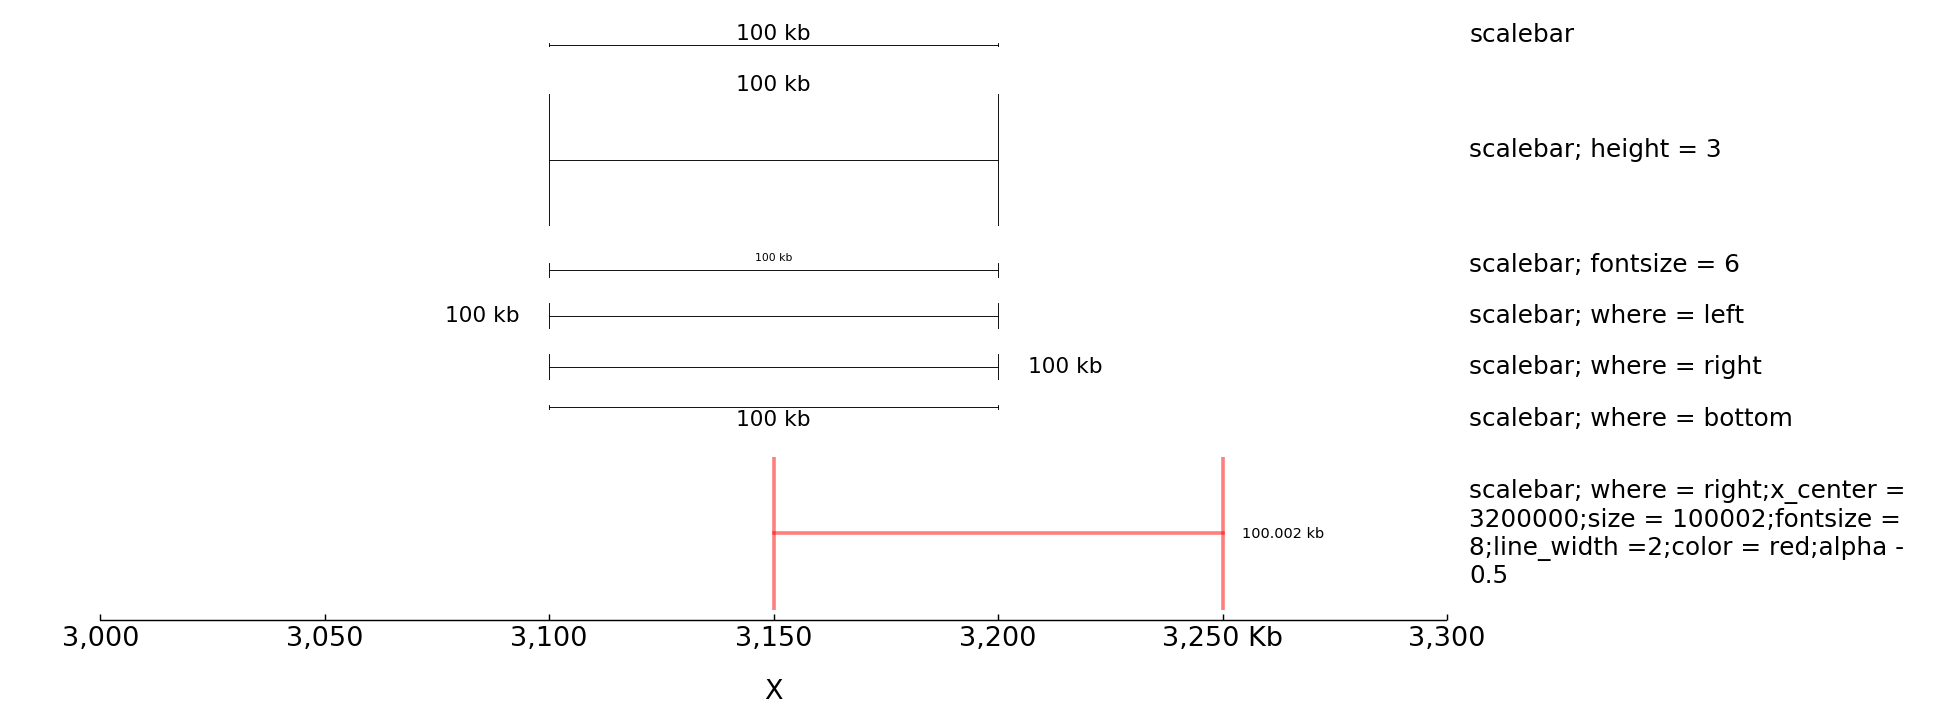 100 kb
scalebar
100 kb
scalebar; height = 3
100 kb
scalebar; fontsize = 6
100 kb
scalebar; where = left
100 kb
scalebar; where = right
100 kb
scalebar; where = bottom
scalebar; where = right;x_center =
3200000;size = 100002;fontsize =
8;line_width =2;color = red;alpha -
0.5
100.002 kb
3,000 3,050 3,100 3,150 3,200 3,250 Kb 3,300
X